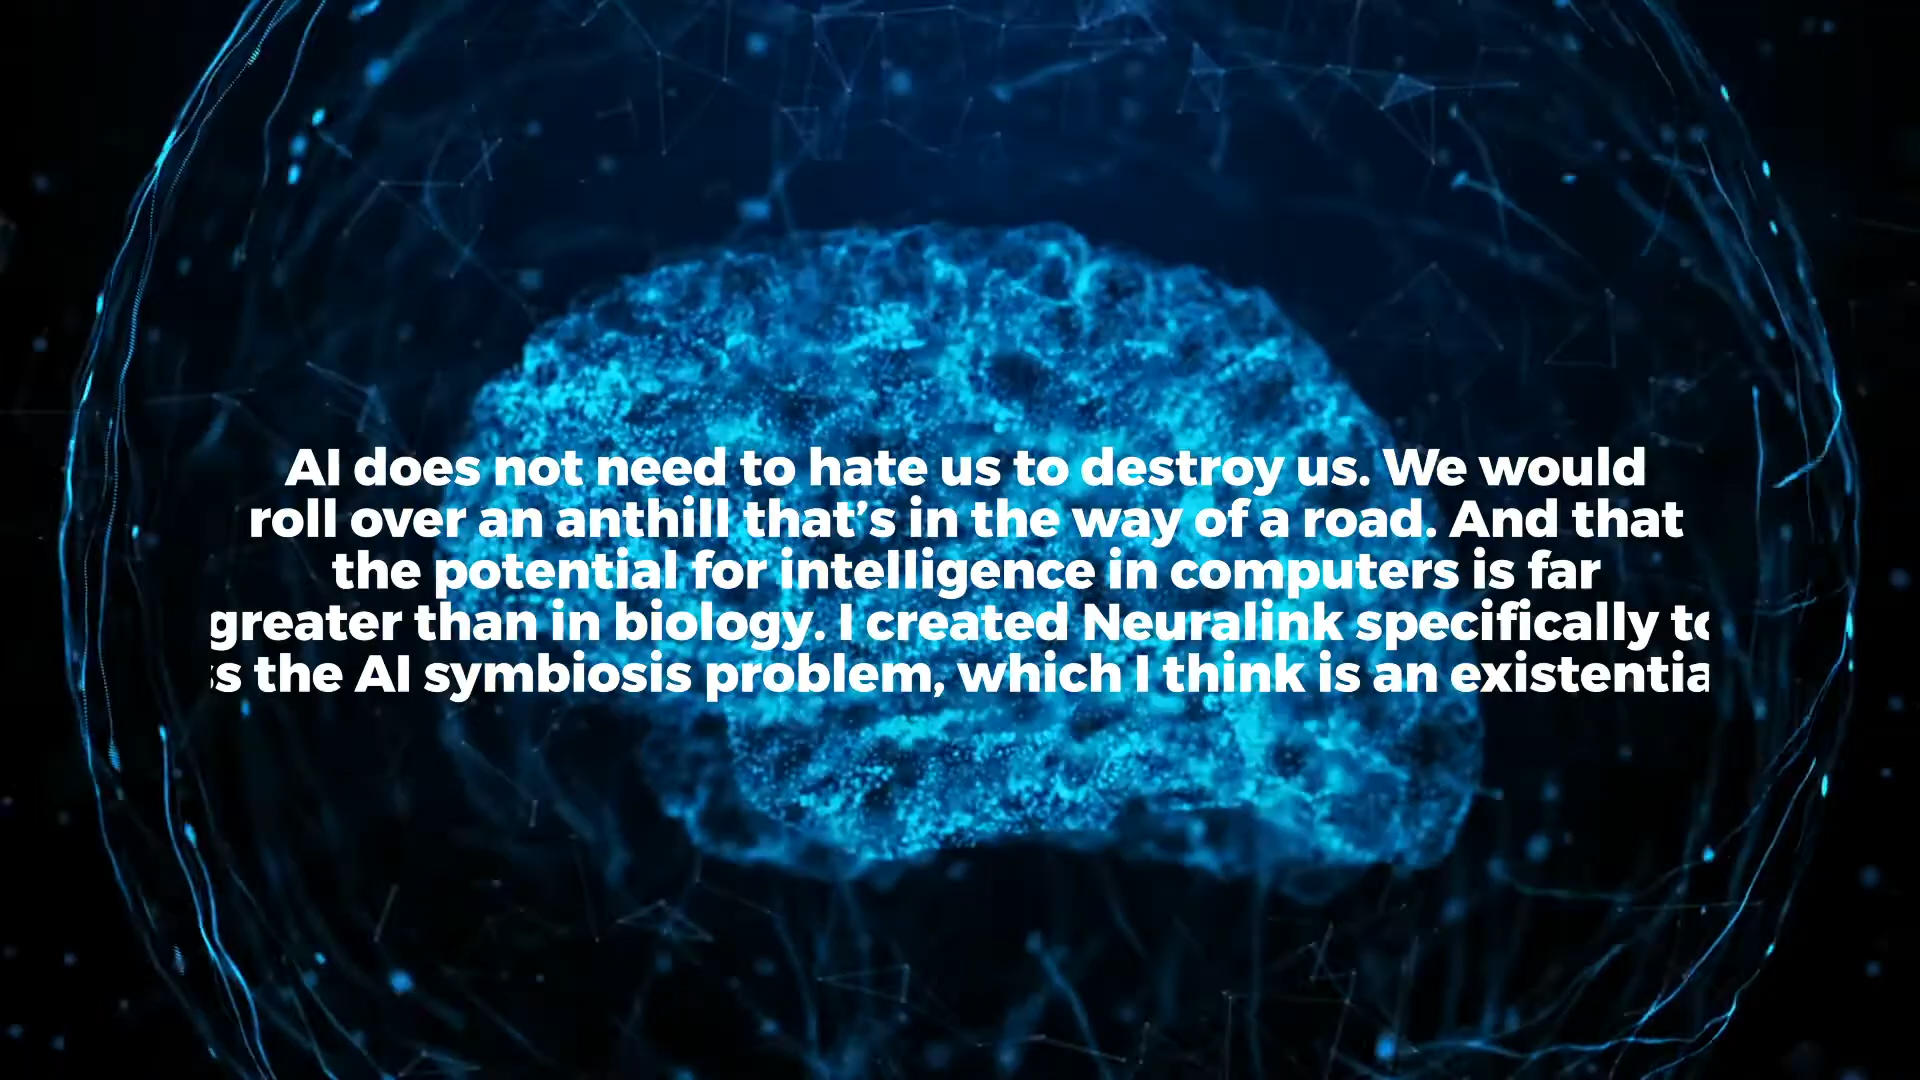 AI does not need to hate us to destroy us. We would
roll over an anthill that’s in the way of a road. And that
the potential for intelligence in computers is far
greater than in biology. I created Neuralink specifically
the AI symbiosis problem, which I think is an